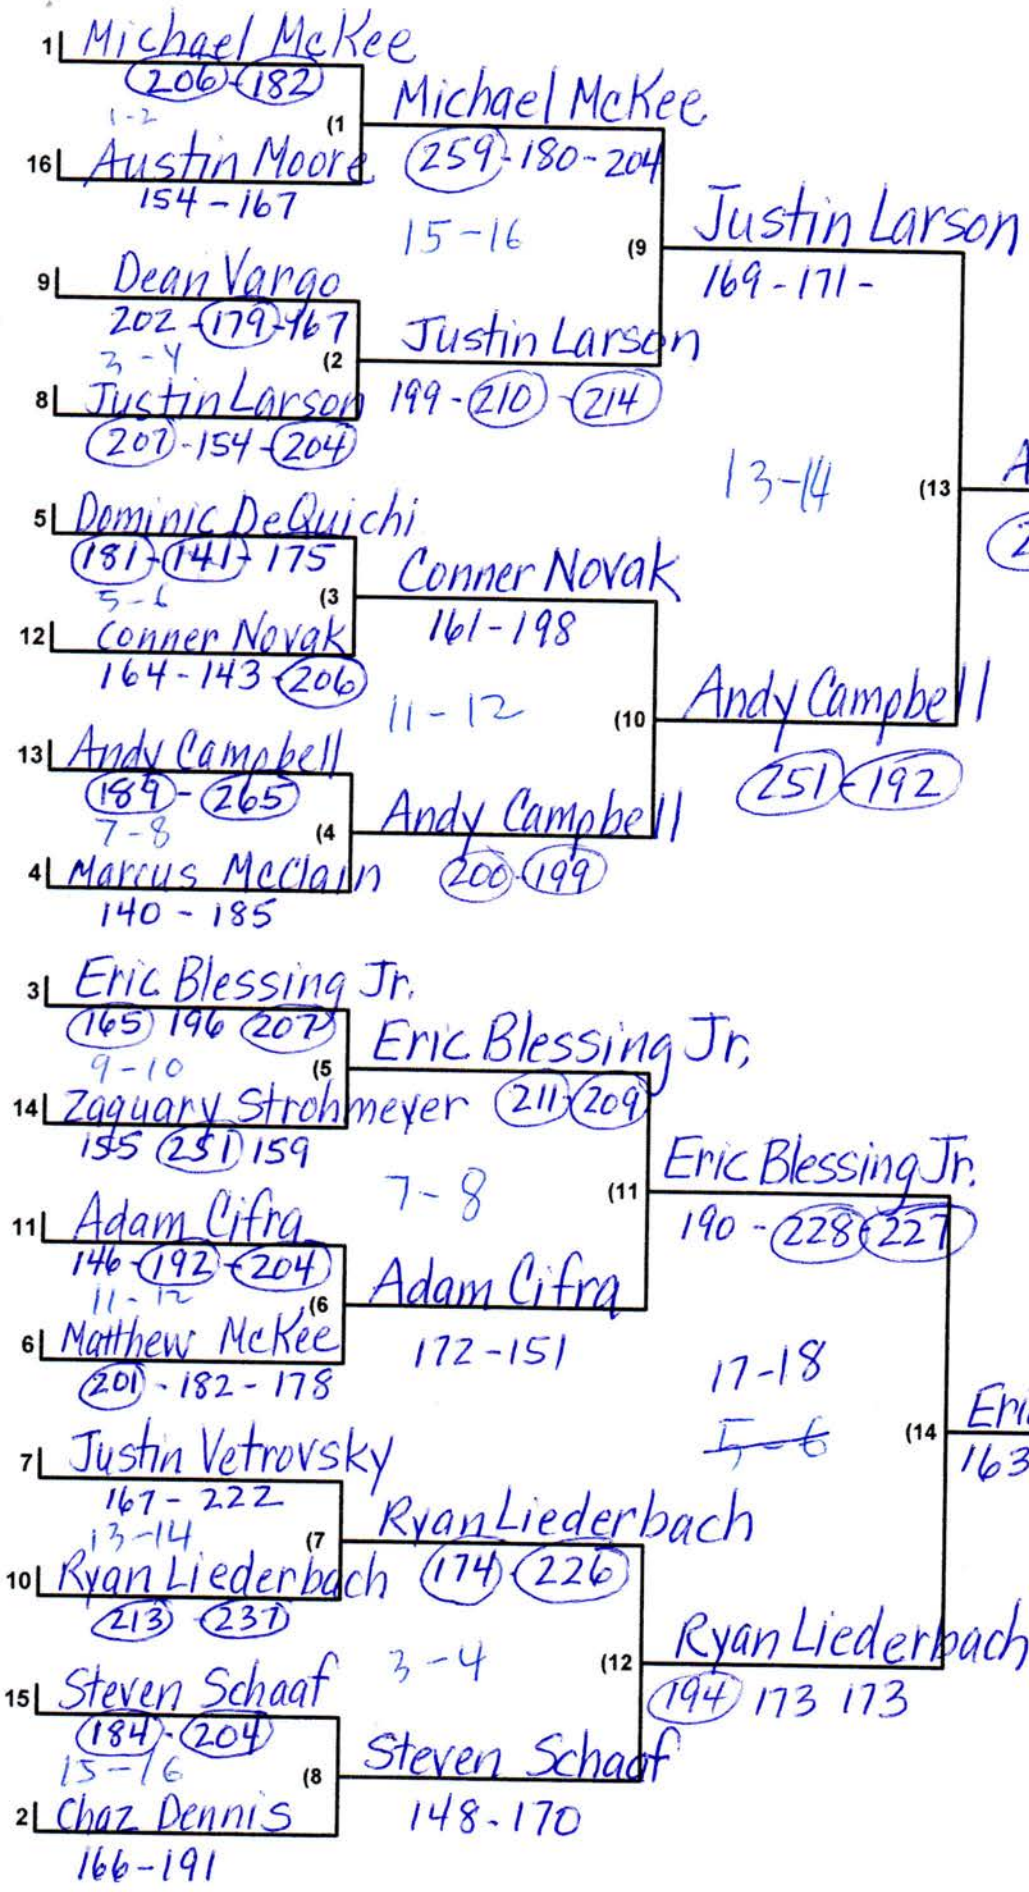 1 Michael McKee
206-182
1-2
(1
16 Austin Moore
154-167
Michael McKee
259-180-204
15-16
(9
9 Dean Vargo
202-179-167
3-4
(2
8 Justin Larson
207-154-204
Justin Larson
199-210-214
Justin Larson
169-171-
13-14
(13
A
2
5 Dominic DeQuichi
181-141-175
5-6
(3
12 Conner Novak
164-143-206
Conner Novak
161-198
11-12
(10
13 Andy Campbell
189-265
7-8
(4
4 Marcus McClain
140-185
Andy Campbell
200-199
Andy Campbell
251-192
3 Eric Blessing Jr.
165 196 207
9-10
(5
14 Zaquary Strohmeyer
155 251 159
Eric Blessing Jr,
211-209
7-8
(11
11 Adam Cifra
146-192-204
11-12
(6
6 Matthew McKee
201-182-178
Adam Cifra
172-151
Eric Blessing Jr.
190-228-227
17-18
5-6
(14
Eri
163
7 Justin Vetrovsky
167-222
13-14
(7
10 Ryan Liederbach
213-237
Ryan Liederbach
174-226
3-4
(12
15 Steven Schaaf
184-204
15-16
(8
2 Chaz Dennis
166-191
Steven Schaaf
148-170
Ryan Liederbach
194 173 173